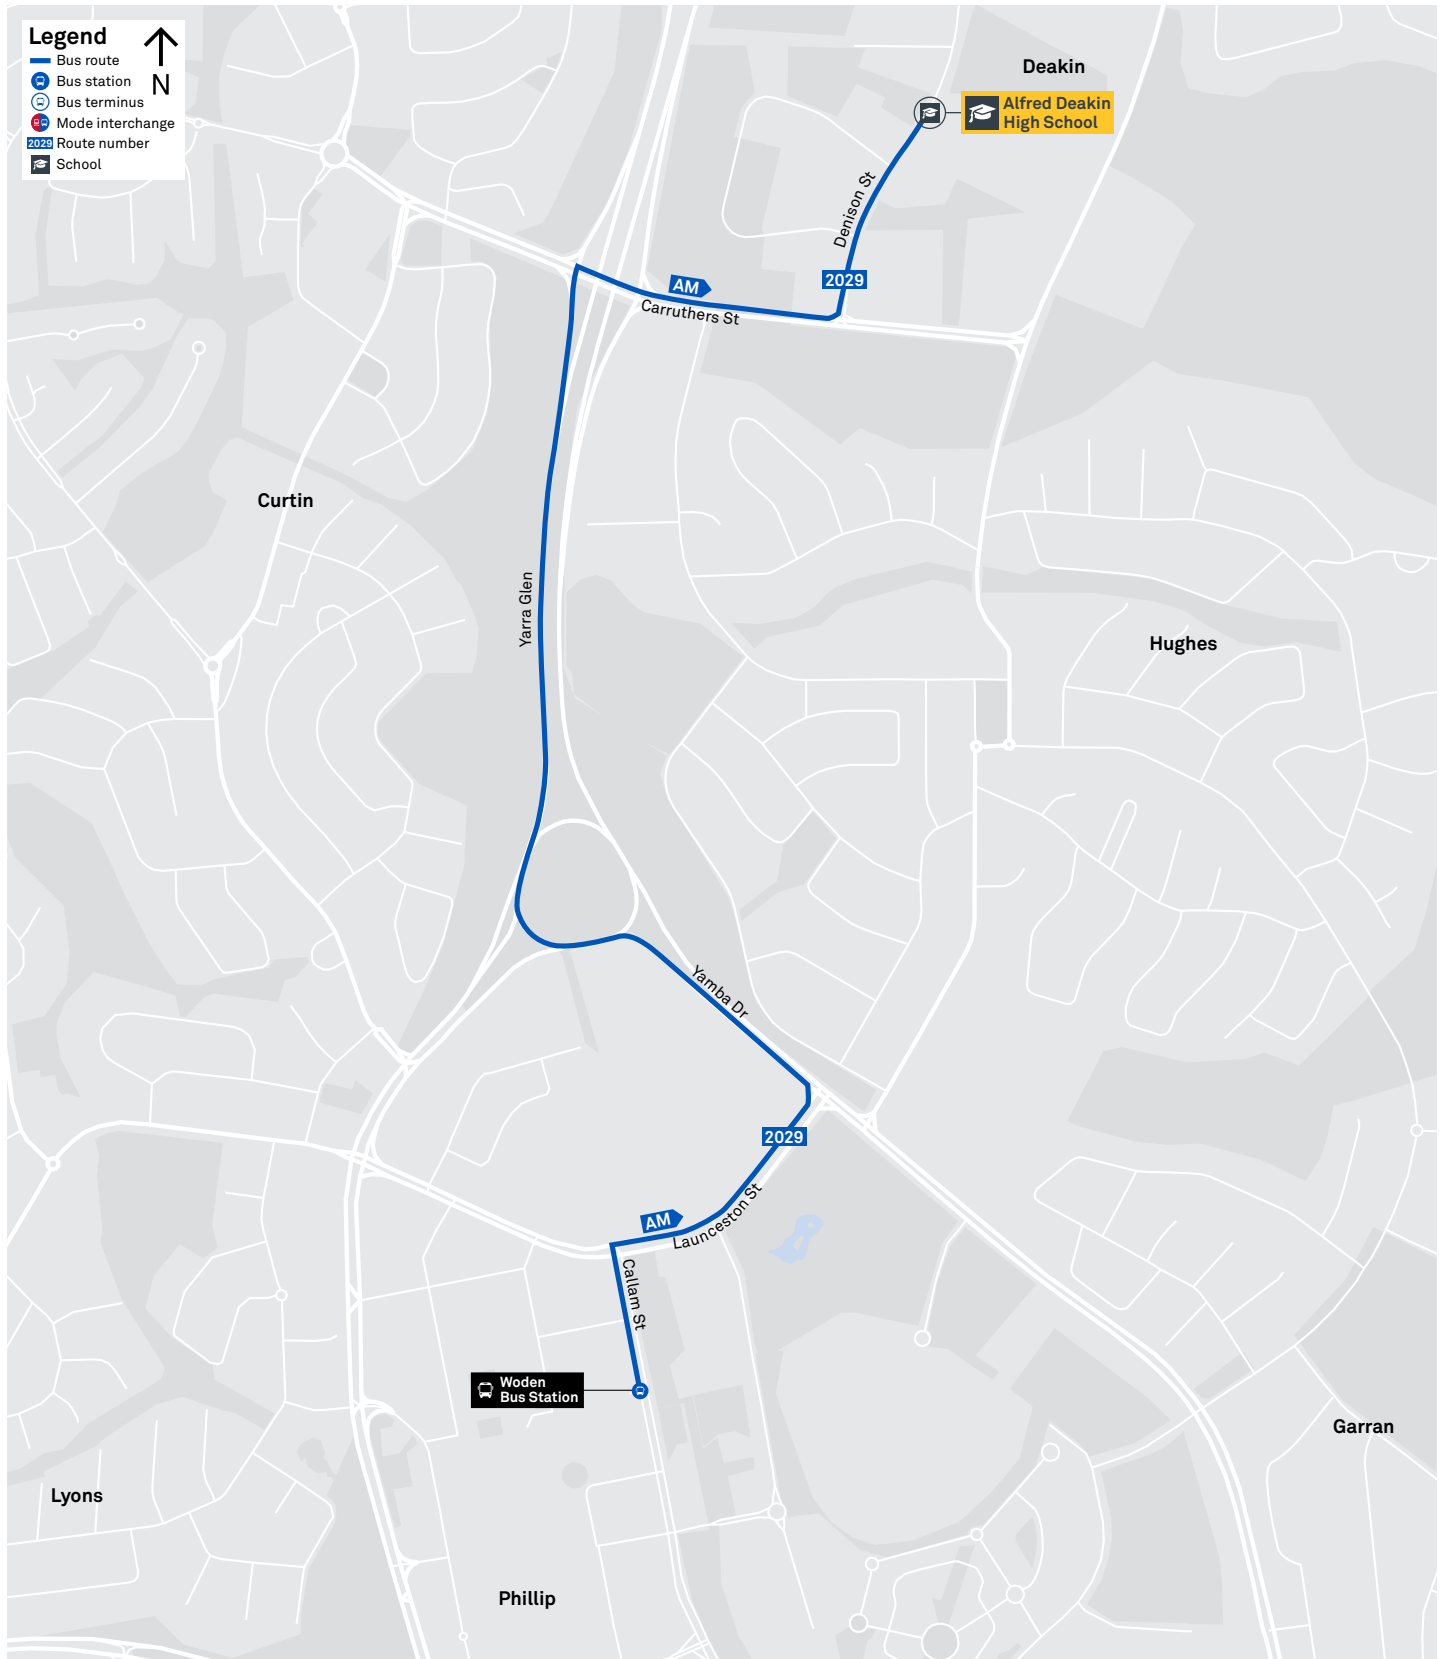 Legend
N
Bus route
Bus station
Bus terminus
Mode interchange
2029 Route number
School
Deakin
Alfred Deakin
High School
Denison St
2029
AM
Carruthers St
Curtin
Yarra Glen
Hughes
Yamba Dr
2029
AM
Launceston St
Callam St
Woden
Bus Station
Garran
Lyons
Phillip